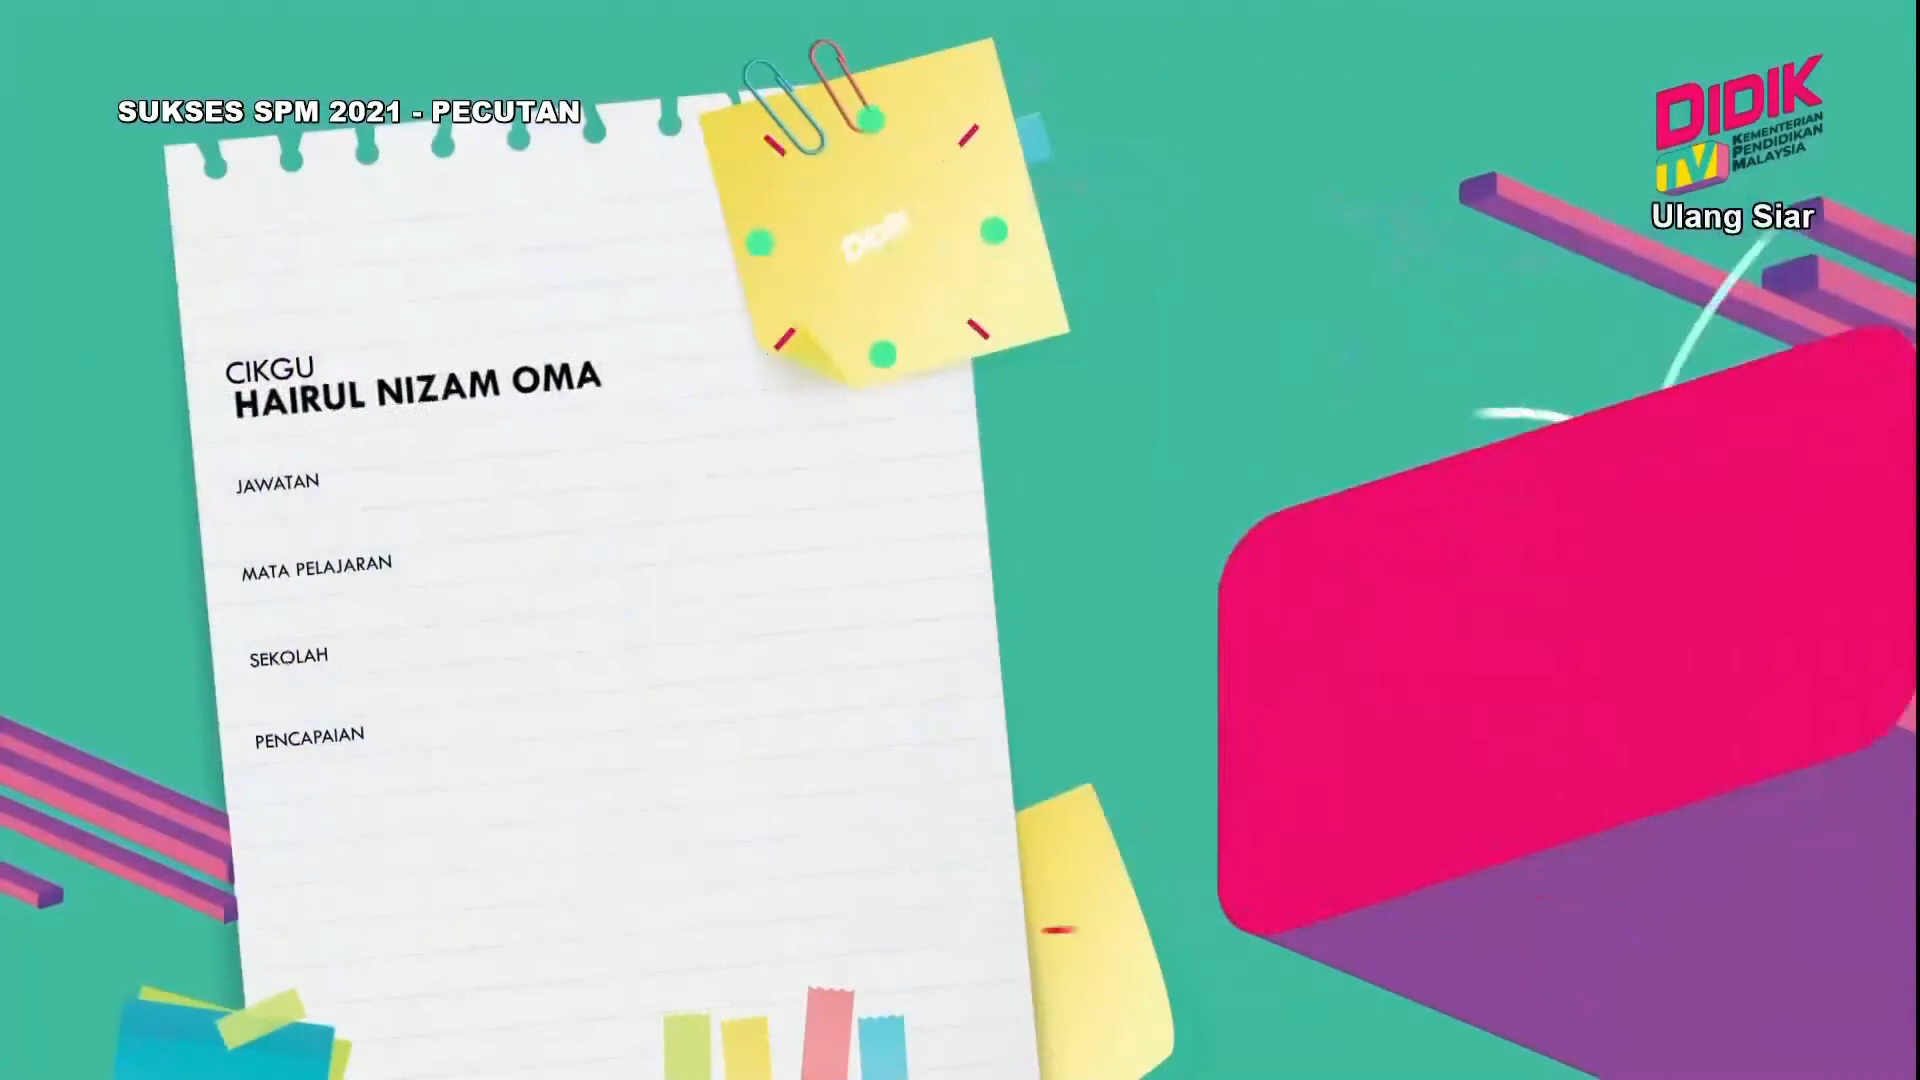 SUKSES SPM 2021 - PECUTAN
DIDIK
TV
KEMENTERIAN
PENDIDIKAN
MALAYSIA
Ulang Siar
DIDIK
CIKGU
HAIRUL NIZAM OMA
JAWATAN
MATA PELAJARAN
SEKOLAH
PENCAPAIAN